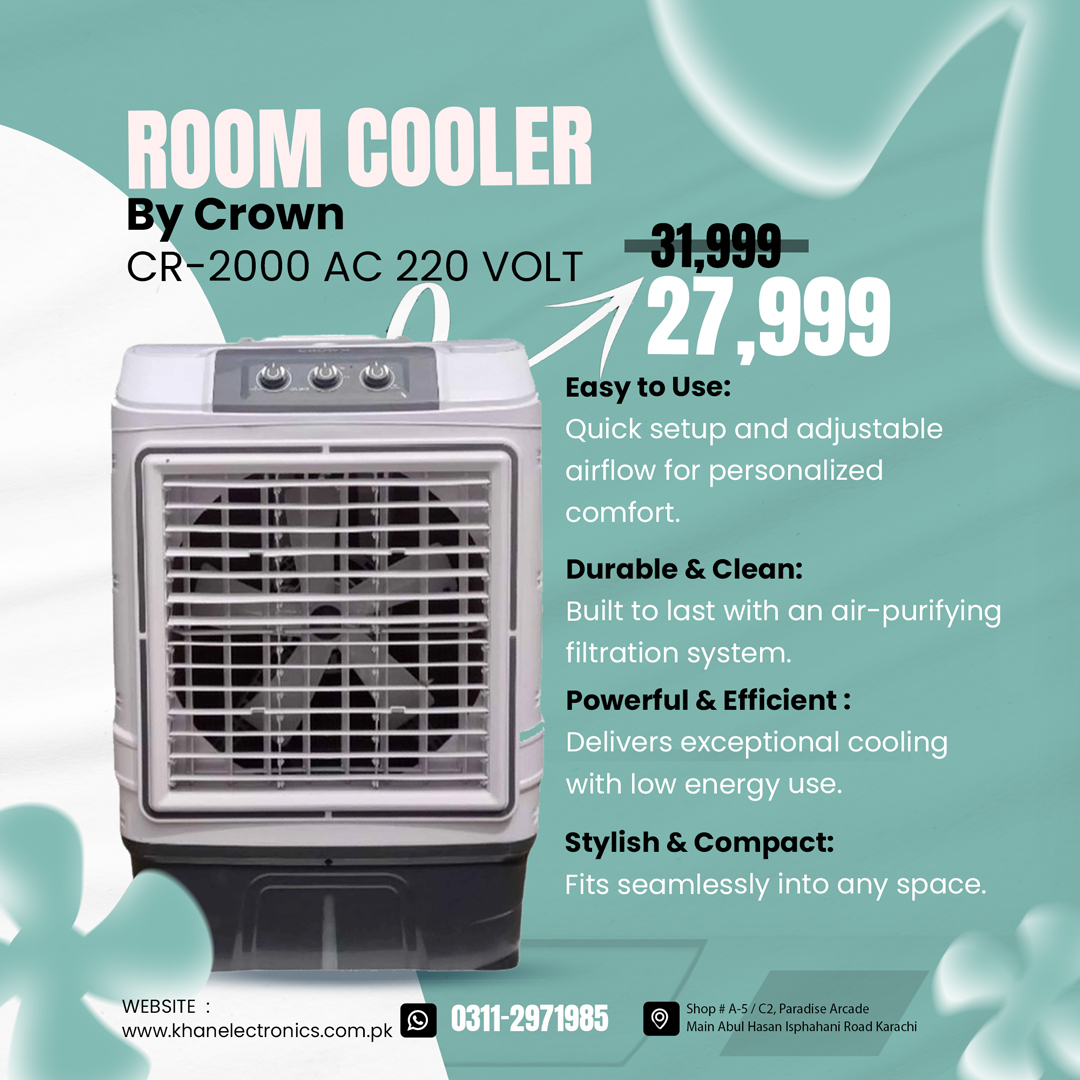 ROOM COOLER
By Crown
CR-2000 AC 220 VOLT
31,999
27,999
Easy to Use:
Quick setup and adjustable
airflow for personalized
comfort.
Durable & Clean:
Built to last with an air-purifying
filtration system.
Powerful & Efficient :
Delivers exceptional cooling
with low energy use.
Stylish & Compact:
Fits seamlessly into any space.
WEBSITE :
www.khanelectronics.com.pk
0311-2971985
Shop # A-5 / C2, Paradise Arcade
Main Abul Hasan Isphahani Road Karachi